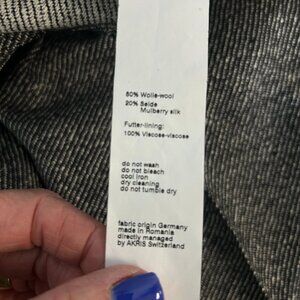 80% Wolle-wool
20% Seide
Mulberry silk
Futter-lining:
100% Viscose-viscose
do not wash
do not bleach
cool iron
dry cleaning
do not tumble dry
fabric origin Germany
made in Romania
directly managed
by AKRIS Switzerland